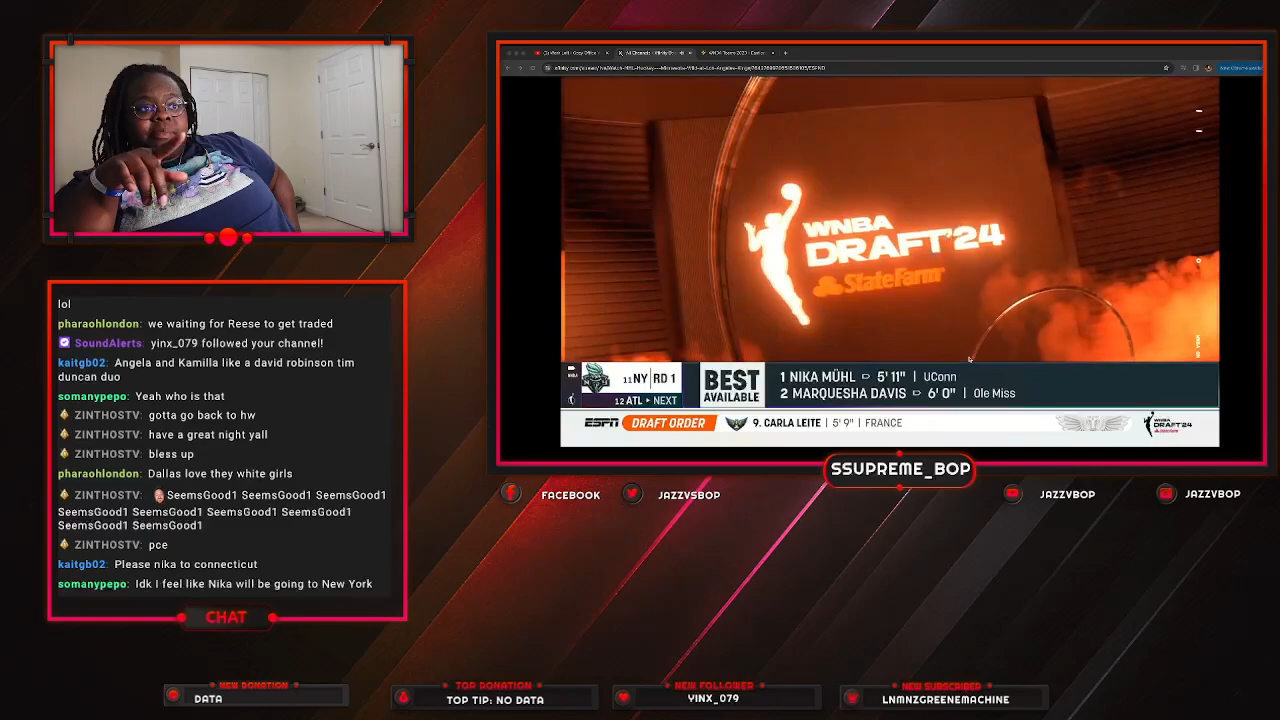 lol
pharaohlondon: we waiting for Reese to get traded
SoundAlerts: yinx_079 followed your channel!
kaitgb02: Angela and Kamilla like a david robinson tim
duncan duo
somanypepo: Yeah who is that
ZINTHOSTV: gotta go back to hw
ZINTHOSTV: have a great night yall
ZINTHOSTV: bless up
pharaohlondon: Dallas love they white girls
ZINTHOSTV: SeemsGood1 SeemsGood1 SeemsGood1
SeemsGood1 SeemsGood1 SeemsGood1 SeemsGood1
SeemsGood1 SeemsGood1
ZINTHOSTV: pce
kaitgb02: Please nika to connecticut
somanypepo: Idk I feel like Nika will be going to New York
CHAT
WNBA
DRAFT'24
StateFarm
11 NY RD 1
12 ATL NEXT
BEST
AVAILABLE
1 NIKA MÜHL 5' 11" | UConn
2 MARQUESHA DAVIS 6' 0" | Ole Miss
ESPN DRAFT ORDER 9. CARLA LEITE | 5' 9" | FRANCE
WNBA
DRAFT'24
SSUPREME_BOP
FACEBOOK
JAZZVSBOP
JAZZVBOP
JAZZVBOP
NEW DONATION
DATA
TOP DONATION
TOP TIP: NO DATA
NEW FOLLOWER
YINX_079
NEW SUBSCRIBER
LNMNZGREENEMACHINE